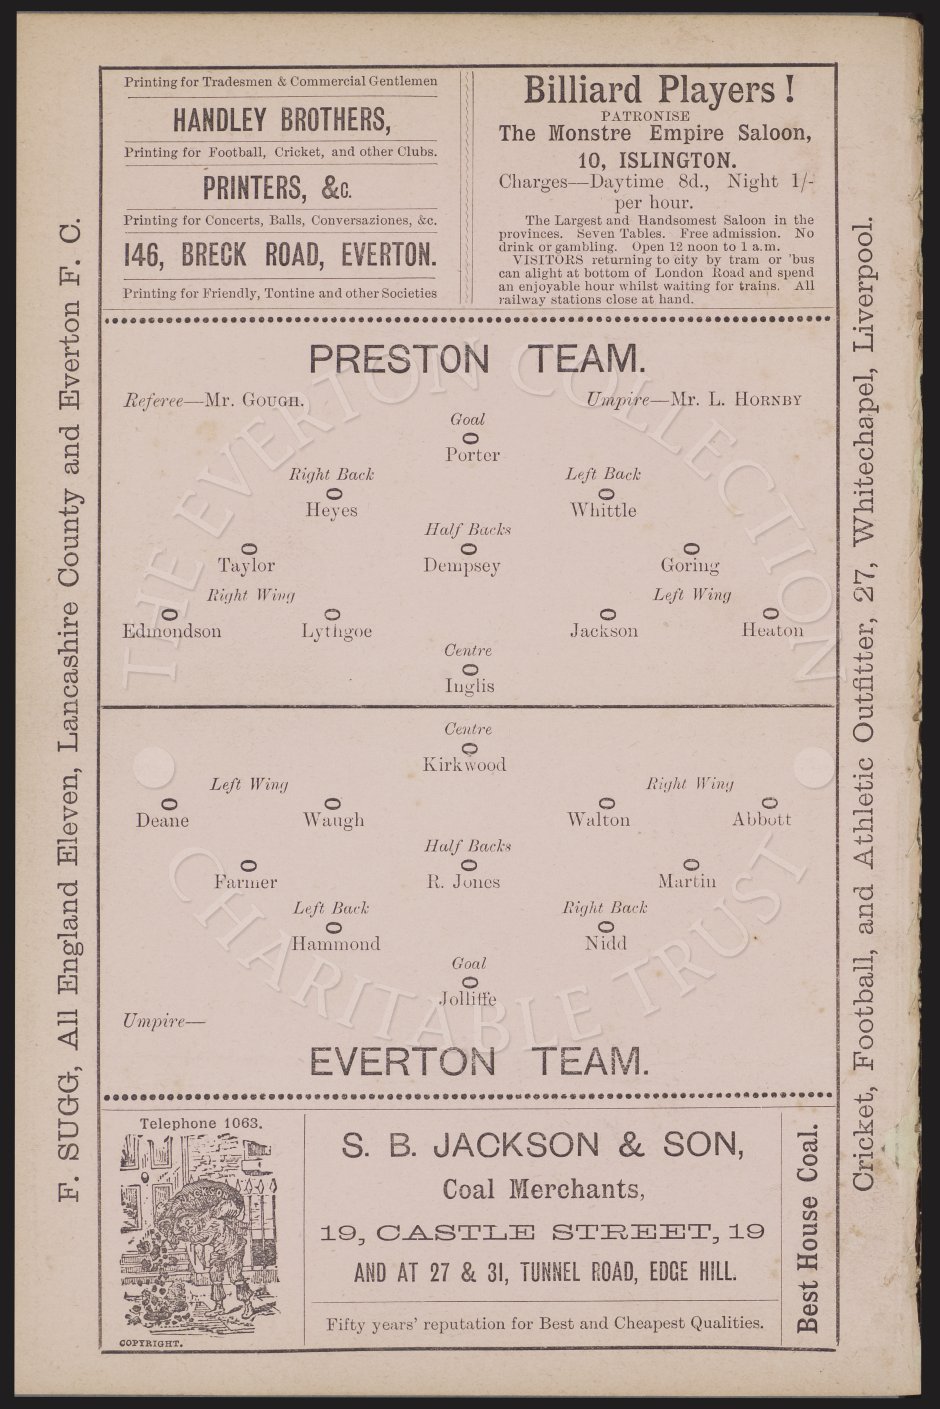 Printing for Tradesmen & Commercial Gentlemen
HANDLEY BROTHERS,
Printing for Football, Cricket, and other Clubs.
PRINTERS, &c.
Printing for Concerts, Balls, Conversaziones, &c.
146, BRECK ROAD, EVERTON.
Printing for Friendly, Tontine and other Societies
Billiard Players !
PATRONISE
The Monstre Empire Saloon,
10, ISLINGTON.
Charges—Daytime 8d., Night 1/-
per hour.
The Largest and Handsomest Saloon in the
provinces. Seven Tables. Free admission. No
drink or gambling. Open 12 noon to 1 a.m.
VISITORS returning to city by tram or 'bus
can alight at bottom of London Road and spend
an enjoyable hour whilst waiting for trains. All
railway stations close at hand.
F. SUGG, All England Eleven, Lancashire County and Everton F. C.
PRESTON TEAM.
Referee—Mr. GOUGH. Umpire—Mr. L. HORNBY
Goal
O
Porter
Right Back Left Back
O O
Heyes Whittle
Half Backs
O O O
Taylor Dempsey Goring
Right Wing Left Wing
O O O O
Edmondson Lythgoe Jackson Heaton
Centre
O
Inglis
Centre
O
Kirkwood
Left Wing Right Wing
O O O O
Deane Waugh Walton Abbott
Half Backs
O O O
Farmer R. Jones Martin
Left Back Right Back
O O
Hammond Nidd
Goal
O
Jolliffe
Umpire—
EVERTON TEAM.
THE EVERTON COLLECTION
CHARITABLE TRUST
Cricket, Football, and Athletic Outfitter, 27, Whitechapel, Liverpool.
Telephone 1063.
JACKSON
COPYRIGHT.
S. B. JACKSON & SON,
Coal Merchants,
19, CASTLE STREET, 19
AND AT 27 & 31, TUNNEL ROAD, EDGE HILL.
Fifty years' reputation for Best and Cheapest Qualities.
Best House Coal.